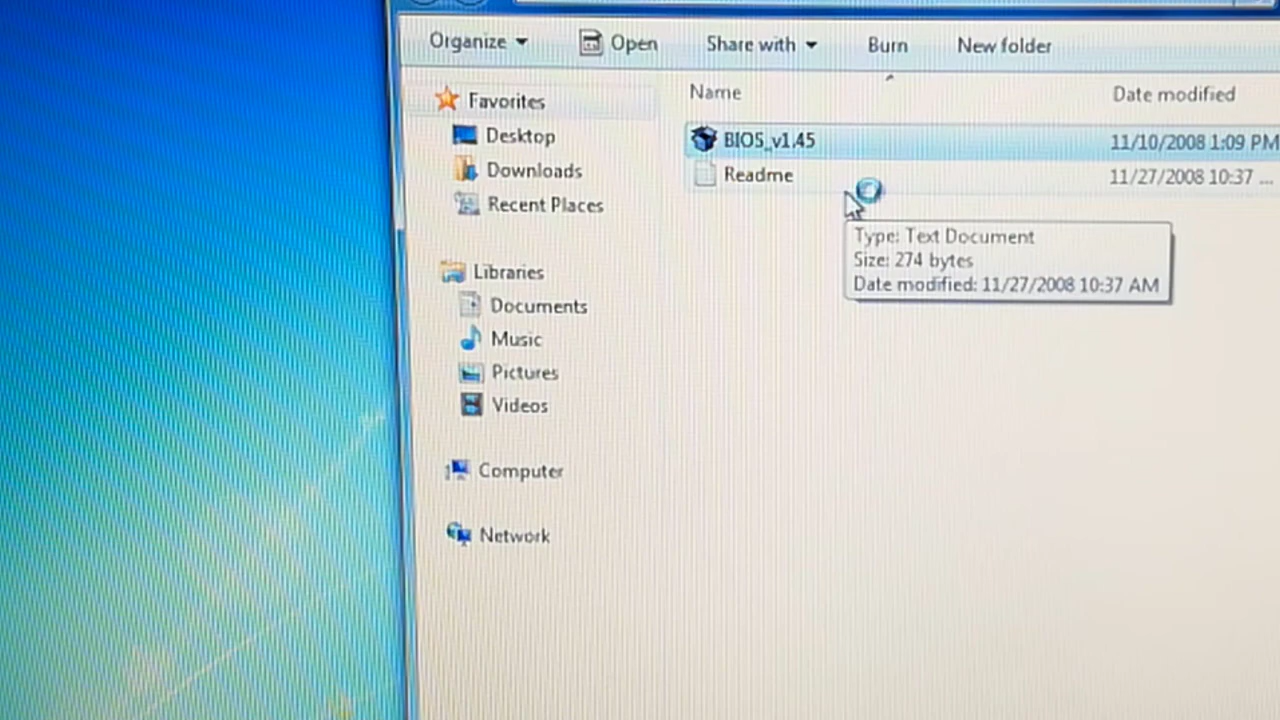 Organize Open Share with Burn New folder
Favorites
Desktop
Downloads
Recent Places
Libraries
Documents
Music
Pictures
Videos
Computer
Network
Name Date modified
BIOS_v1.45 11/10/2008 1:09 PM
Readme 11/27/2008 10:37 ...
Type: Text Document
Size: 274 bytes
Date modified: 11/27/2008 10:37 AM